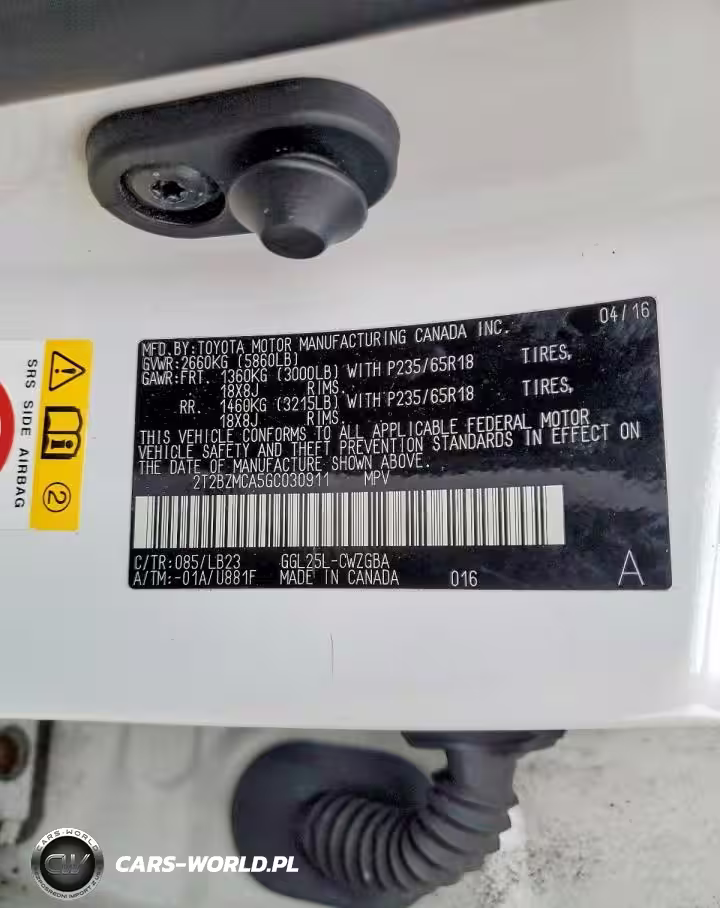 04/16
MFD.BY:TOYOTA MOTOR MANUFACTURING CANADA INC.
GVWR:2660KG (5860LB)
GAWR:FRT. 1360KG (3000LB) WITH P235/65R18 TIRES,
18X8J RIMS
RR. 1460KG (3215LB) WITH P235/65R18 TIRES,
18X8J RIMS.
THIS VEHICLE CONFORMS TO ALL APPLICABLE FEDERAL MOTOR
VEHICLE SAFETY AND THEFT PREVENTION STANDARDS IN EFFECT ON
THE DATE OF MANUFACTURE SHOWN ABOVE.
2T2BZMCA5GC030911 MPV
C/TR:085/LB23 GGL25L-CWZGBA
A/TM:-01A/U881F MADE IN CANADA 016 A
SRS SIDE AIRBAG
2
CARS-WORLD
CW
CARS-WORLD.PL